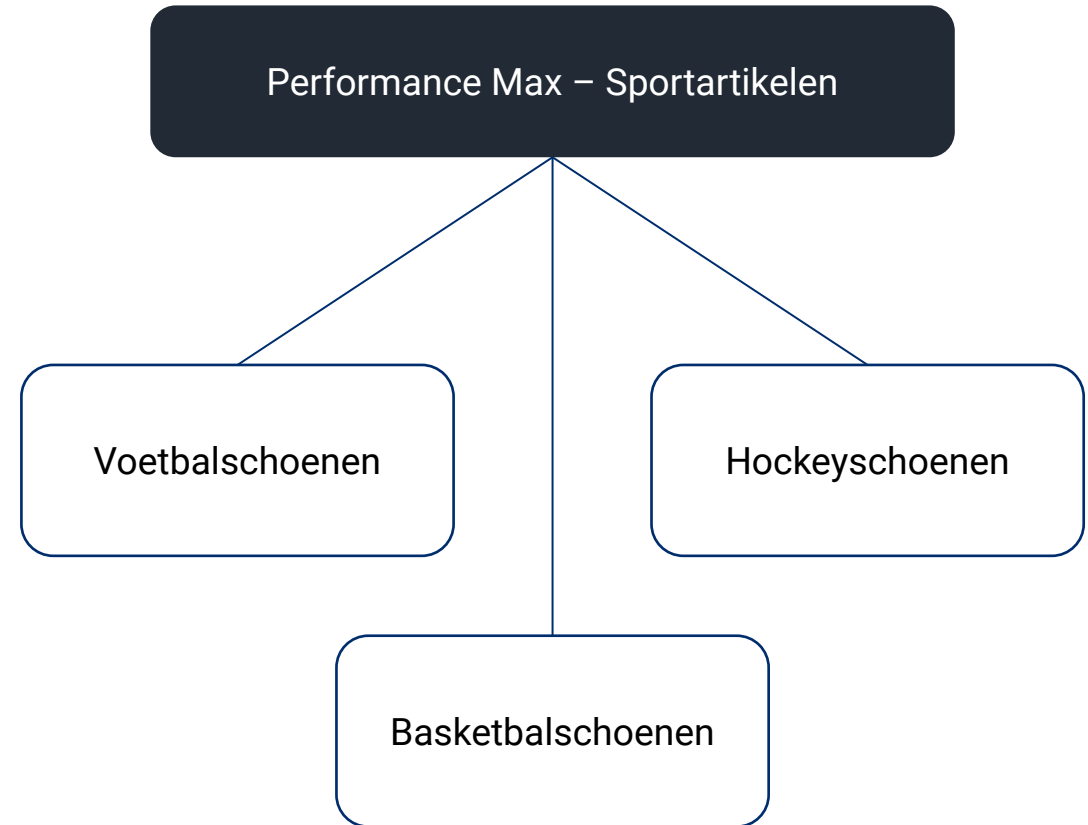 Performance Max – Sportartikelen
Voetbalschoenen
Hockeyschoenen
Basketbalschoenen